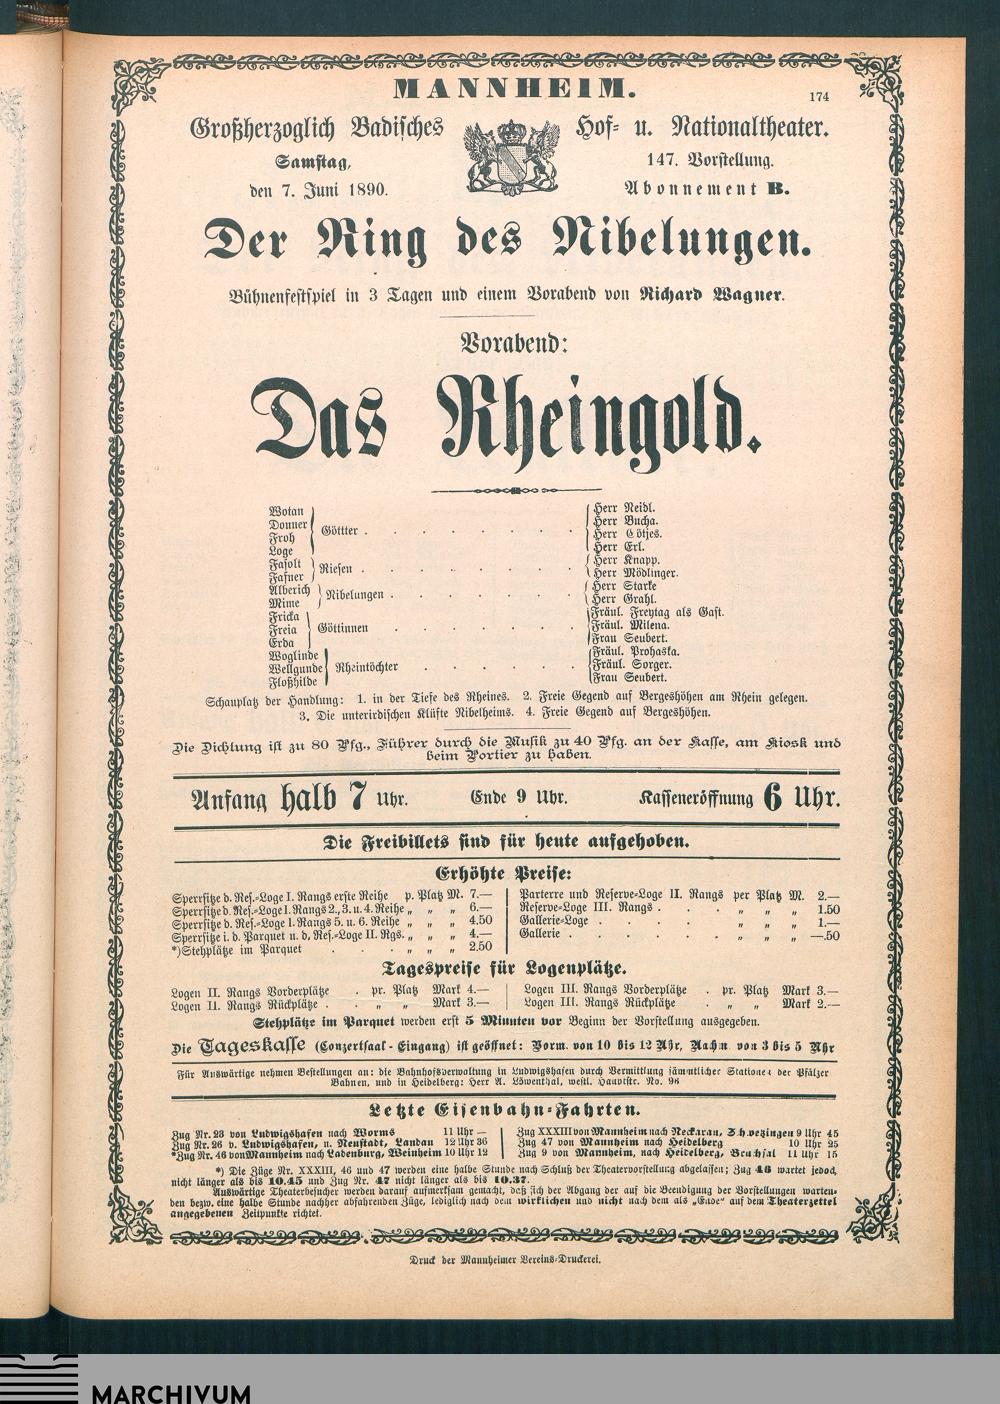 MANNHEIM.
174
Großherzoglich Badisches Hof- u. Nationaltheater.
Samstag, 147. Vorstellung.
den 7. Juni 1890. Abonnement B.
Der Ring des Nibelungen.
Bühnenfestspiel in 3 Tagen und einem Vorabend von Richard Wagner.
Vorabend:
Das Rheingold.
Wotan Herr Neidl.
Donner Herr Bucha.
Froh Göttter . . . . . . . . Herr Götjes.
Loge Herr Erl.
Fasolt Herr Knapp.
Fafner Riesen . . . . . . . . Herr Mödlinger.
Alberich Herr Starke
Mime Nibelungen . . . . . . . Herr Grahl.
Fricka Fräul. Freytag als Gast.
Freia Göttinnen . . . . . . Fräul. Milena.
Erda Frau Seubert.
Woglinde Fräul. Prohaska.
Wellgunde Rheintöchter . . . . . Fräul. Sorger.
Floßhilde Frau Seubert.
Schauplatz der Handlung: 1. in der Tiefe des Rheines. 2. Freie Gegend auf Bergeshöhen am Rhein gelegen.
3. Die unterirdischen Klüfte Nibelheims. 4. Freie Gegend auf Bergeshöhen.
Die Dichtung ist zu 80 Pfg., Führer durch die Musik zu 40 Pfg. an der Kasse, am Kiosk und
beim Portier zu haben.
Anfang halb 7 Uhr. Ende 9 Uhr. Kasseneröffnung 6 Uhr.
Die Freibillets sind für heute aufgehoben.
Erhöhte Preise:
Sperrsitze d. Res.-Loge I. Rangs erste Reihe p. Platz M. 7.—
Sperrsitze d. Res.-Loge I. Rangs 2., 3. u. 4. Reihe „ „ „ 6.—
Sperrsitze d. Res.-Loge I. Rangs 5. u. 6. Reihe „ „ „ 4.50
Sperrsitze i. d. Parquet u. d. Res.-Loge II. Rgs. „ „ „ 4.—
*) Stehplätze im Parquet . . . „ „ „ 2.50
Parterre und Reserve-Loge II. Rangs per Platz M. 2.—
Reserve-Loge III. Rangs . . . „ „ „ 1.50
Gallerie-Loge . . . . . „ „ „ 1.—
Gallerie . . . . . . „ „ „ —.50
Tagespreise für Logenplätze.
Logen II. Rangs Vorderplätze . pr. Platz Mark 4.—
Logen II. Rangs Rückplätze . . „ „ Mark 3.—
Logen III. Rangs Vorderplätze . pr. Platz Mark 3.—
Logen III. Rangs Rückplätze . „ „ Mark 2.—
Stehplätze im Parquet werden erst 5 Minuten vor Beginn der Vorstellung ausgegeben.
Die Tageskasse (Conzertsaal-Eingang) ist geöffnet: Vorm. von 10 bis 12 Uhr, Nachm. von 3 bis 5 Uhr
Für Auswärtige nehmen Bestellungen an: die Bahnhofsverwaltung in Ludwigshafen durch Vermittlung sämmtlicher Stationen der Pfälzer
Bahnen, und in Heidelberg: Herr A. Löwenthal, westl. Hauptstr. No. 96
Letzte Eisenbahn-Fahrten.
Zug Nr. 23 von Ludwigshafen nach Worms 11 Uhr —
Zug Nr. 26 v. Ludwigshafen, n. Neustadt, Landau 12 Uhr 36
*Zug Nr. 46 von Mannheim nach Ladenburg, Weinheim 10 Uhr 12
Zug XXXIII von Mannheim nach Neckarau, Schwetzingen 9 Uhr 45
Zug 47 von Mannheim nach Heidelberg 10 Uhr 25
Zug 9 von Mannheim, nach Heidelberg, Bruchsal 11 Uhr 15
*) Die Züge Nr. XXXIII, 46 und 47 werden eine halbe Stunde nach Schluß der Theatervorstellung abgelassen; Zug 46 wartet jedoch
nicht länger als bis 10.45 und Zug Nr. 47 nicht länger als bis 10.37.
Auswärtige Theaterbesucher werden darauf aufmerksam gemacht, daß sich der Abgang der auf die Beendigung der Vorstellungen warten-
den bezw. eine halbe Stunde nachher abfahrenden Züge, lediglich nach dem wirklichen und nicht nach dem als „Ende“ auf dem Theaterzettel
angegebenen Zeitpunkte richtet.
Druck der Mannheimer Vereins-Druckerei.
MARCHIVUM